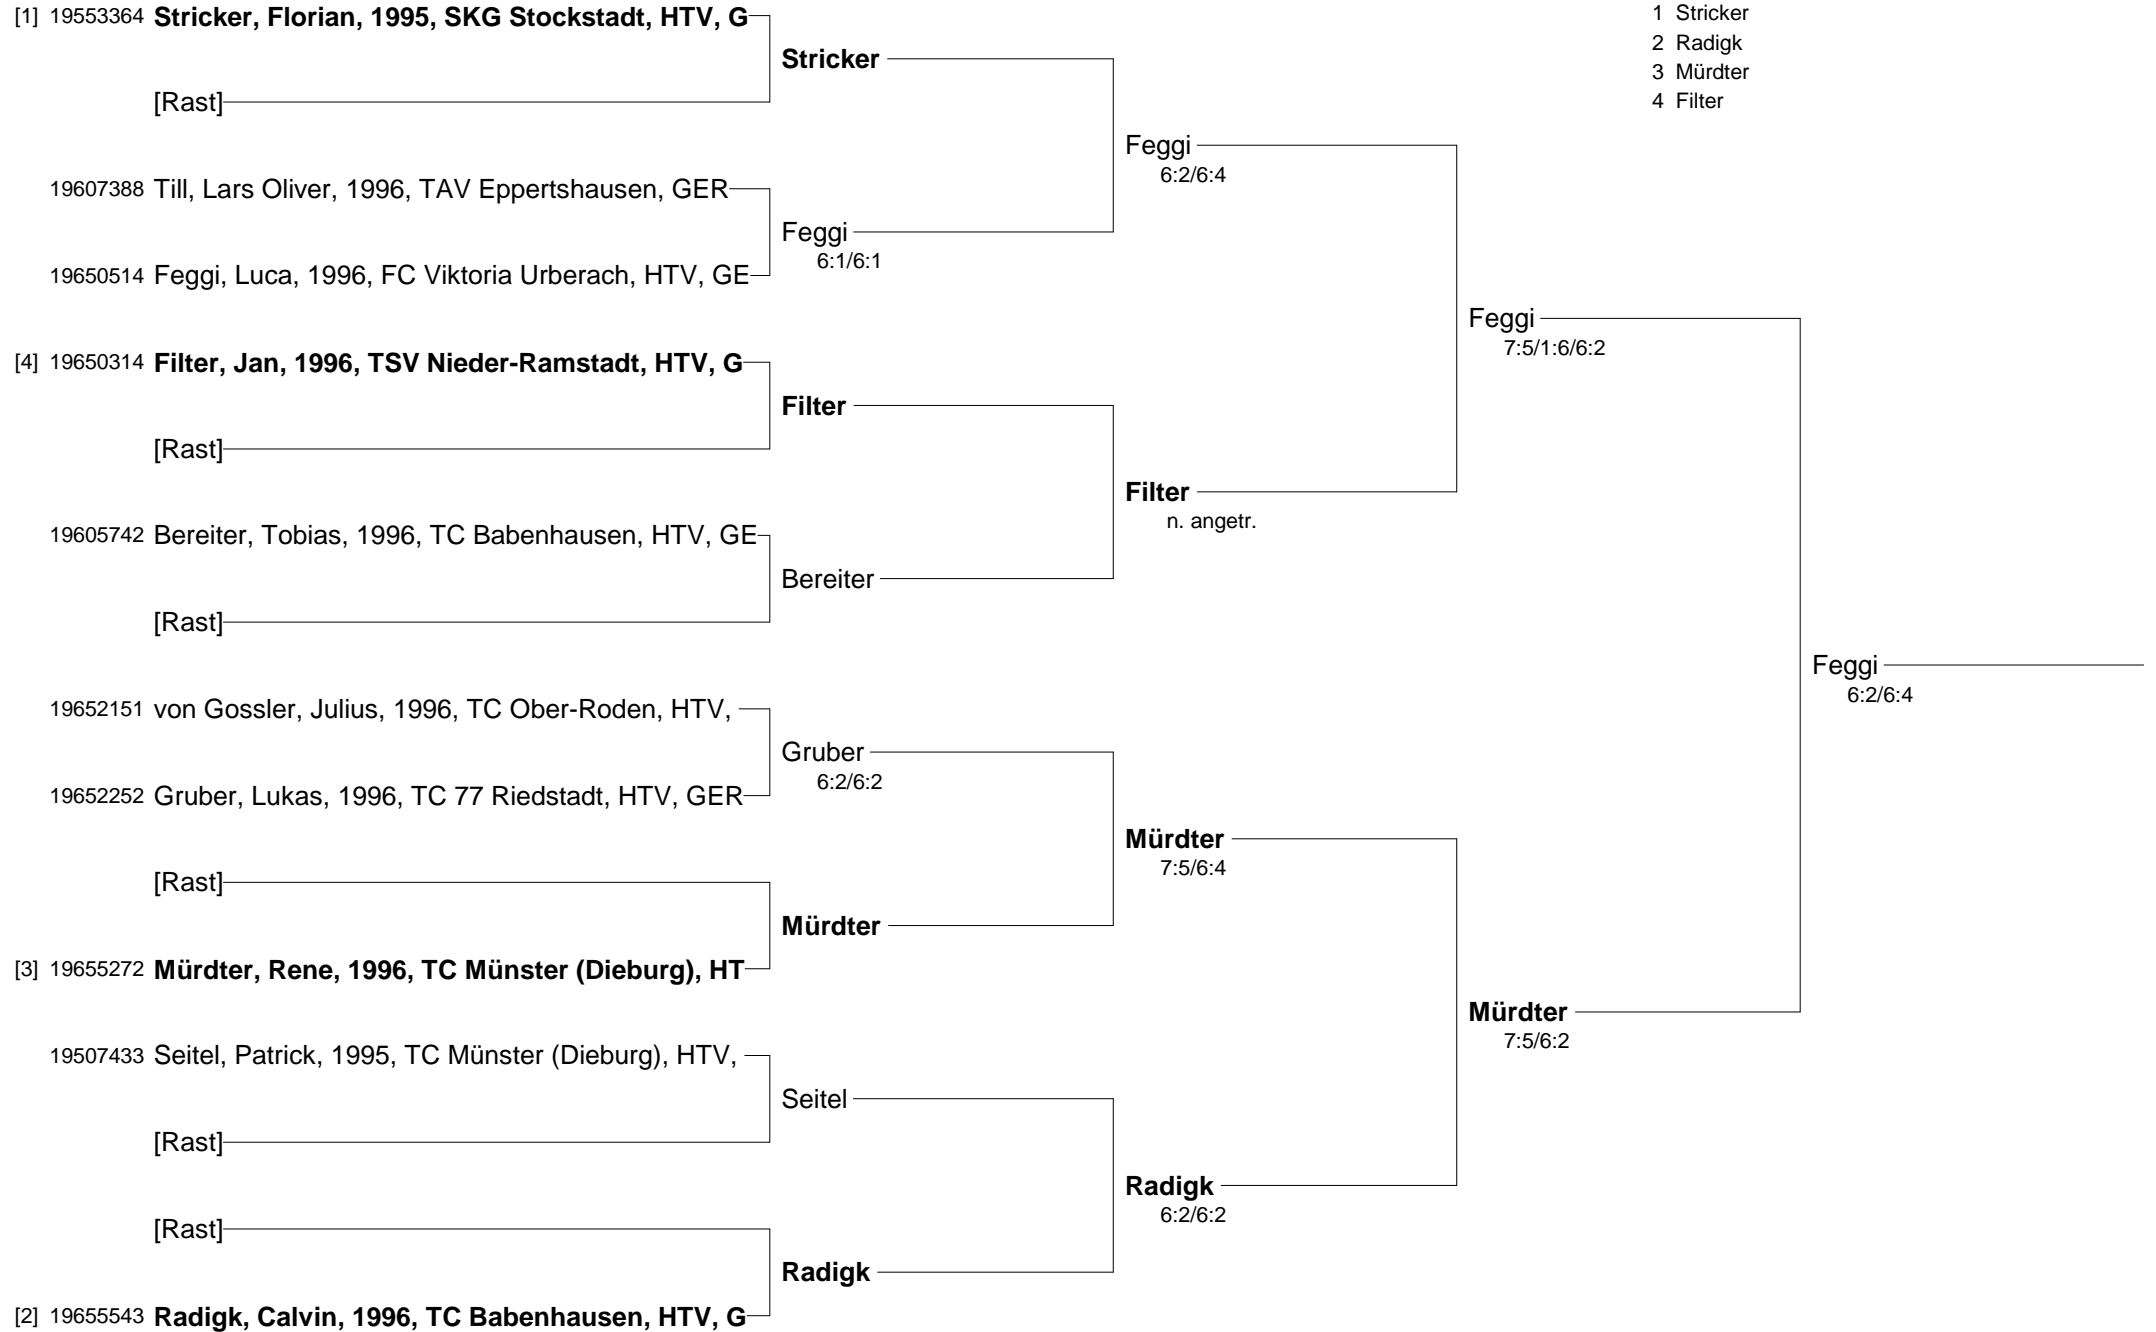 [1] 19553364 Stricker, Florian, 1995, SKG Stockstadt, HTV, G
1 Stricker
2 Radigk
3 Mürdter
4 Filter
Stricker
[Rast]
Feggi
6:2/6:4
19607388 Till, Lars Oliver, 1996, TAV Eppertshausen, GER
Feggi
6:1/6:1
19650514 Feggi, Luca, 1996, FC Viktoria Urberach, HTV, GE
Feggi
7:5/1:6/6:2
[4] 19650314 Filter, Jan, 1996, TSV Nieder-Ramstadt, HTV, G
Filter
[Rast]
Filter
n. angetr.
19605742 Bereiter, Tobias, 1996, TC Babenhausen, HTV, GE
Bereiter
[Rast]
Feggi
6:2/6:4
19652151 von Gossler, Julius, 1996, TC Ober-Roden, HTV,
Gruber
6:2/6:2
19652252 Gruber, Lukas, 1996, TC 77 Riedstadt, HTV, GER
Mürdter
7:5/6:4
[Rast]
Mürdter
[3] 19655272 Mürdter, Rene, 1996, TC Münster (Dieburg), HT
Mürdter
7:5/6:2
19507433 Seitel, Patrick, 1995, TC Münster (Dieburg), HTV,
Seitel
[Rast]
Radigk
6:2/6:2
[Rast]
Radigk
[2] 19655543 Radigk, Calvin, 1996, TC Babenhausen, HTV, G